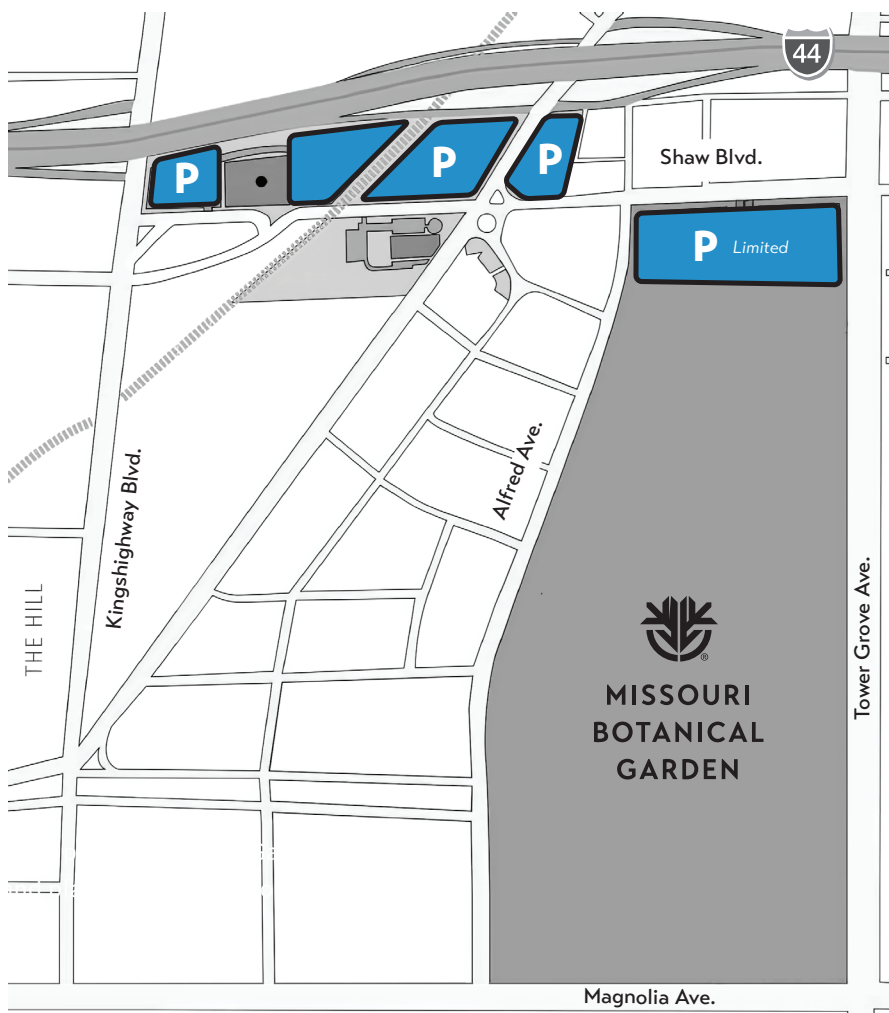 44
P
P
P
Shaw Blvd.
P Limited
Kingshighway Blvd.
Alfred Ave.
THE HILL
Tower Grove Ave.
®
MISSOURI
BOTANICAL
GARDEN
Magnolia Ave.